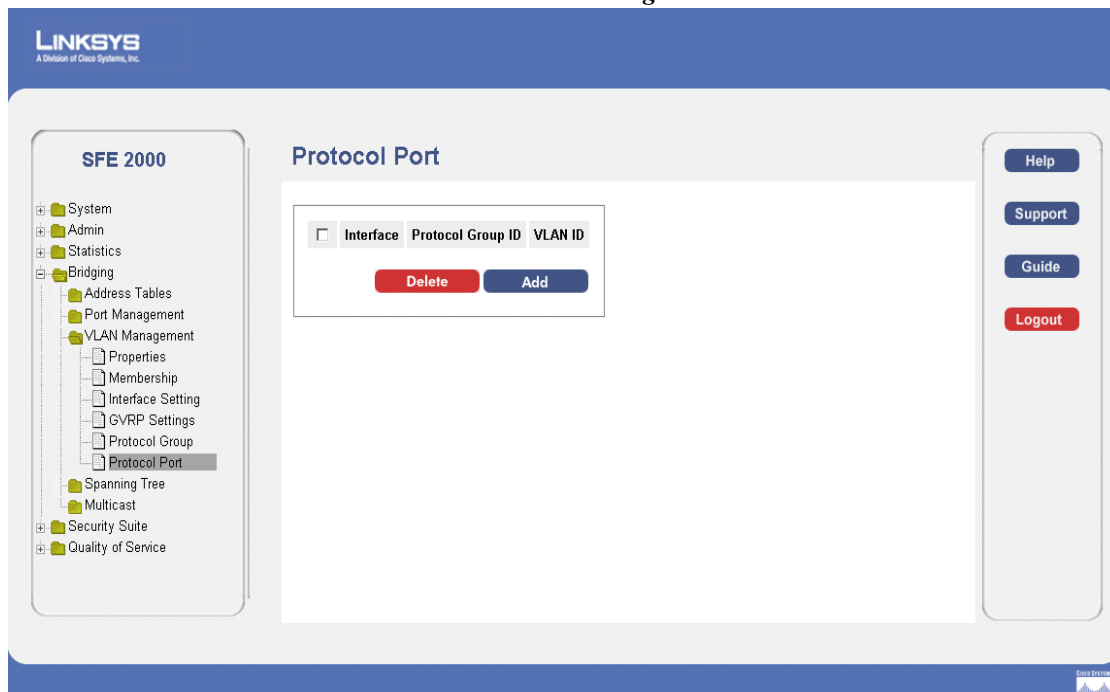 g
LINKSYS
A Division of Cisco Systems, Inc.
SFE 2000
System
Admin
Statistics
Bridging
Address Tables
Port Management
VLAN Management
Properties
Membership
Interface Setting
GVRP Settings
Protocol Group
Protocol Port
Spanning Tree
Multicast
Security Suite
Quality of Service
Protocol Port
Interface Protocol Group ID VLAN ID
Delete Add
Help
Support
Guide
Logout